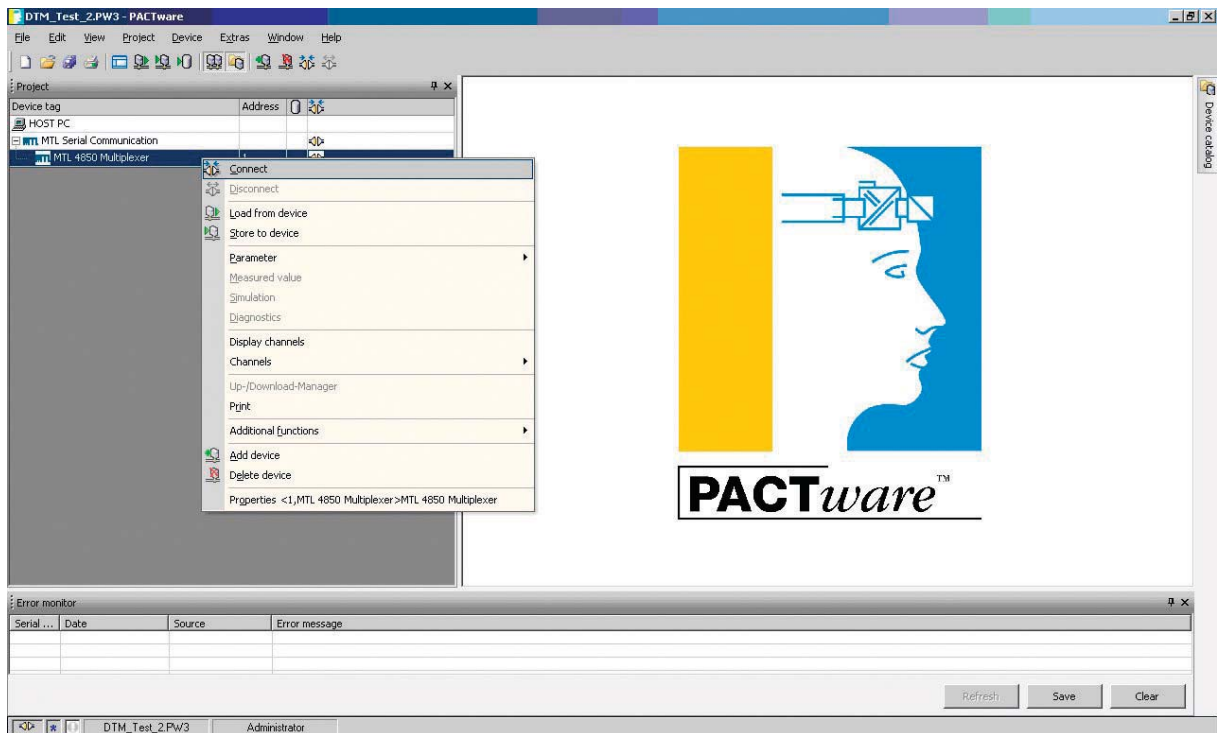 DTM_Test_2.PW3 - PACTware
File Edit View Project Device Extras Window Help
Project
Device tag Address
HOST PC
MTL Serial Communication
MTL 4850 Multiplexer
Connect
Disconnect
Load from device
Store to device
Parameter
Measured value
Simulation
Diagnostics
Display channels
Channels
Up-/Download-Manager
Print
Additional functions
Add device
Delete device
Properties <1,MTL 4850 Multiplexer>MTL 4850 Multiplexer
PACTware™
Device catalog
Error monitor
Serial ... Date Source Error message
Refresh Save Clear
DTM_Test_2.PW3 Administrator